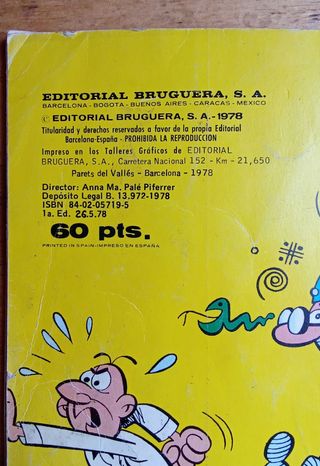 EDITORIAL BRUGUERA, S. A.
BARCELONA - BOGOTA - BUENOS AIRES - CARACAS - MEXICO
© EDITORIAL BRUGUERA, S. A. - 1978
Titularidad y derechos reservados a favor de la propia Editorial
Barcelona-España - PROHIBIDA LA REPRODUCCION
Impreso en los Talleres Gráficos de EDITORIAL
BRUGUERA, S. A., Carretera Nacional 152 - Km - 21,650
Parets del Vallés - Barcelona - 1978
Director: Anna Ma. Palé Piferrer
Depósito Legal B. 13.972-1978
ISBN 84-02-05719-5
1a. Ed. 26.5.78
60 pts.
PRINTED IN SPAIN-IMPRESO EN ESPAÑA